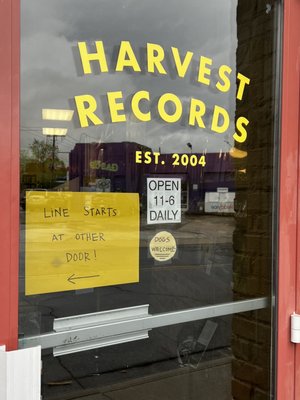 HARVEST
RECORDS
EST. 2004
OPEN
11-6
DAILY
LINE STARTS
AT OTHER
DOOR!
DOGS
WELCOME